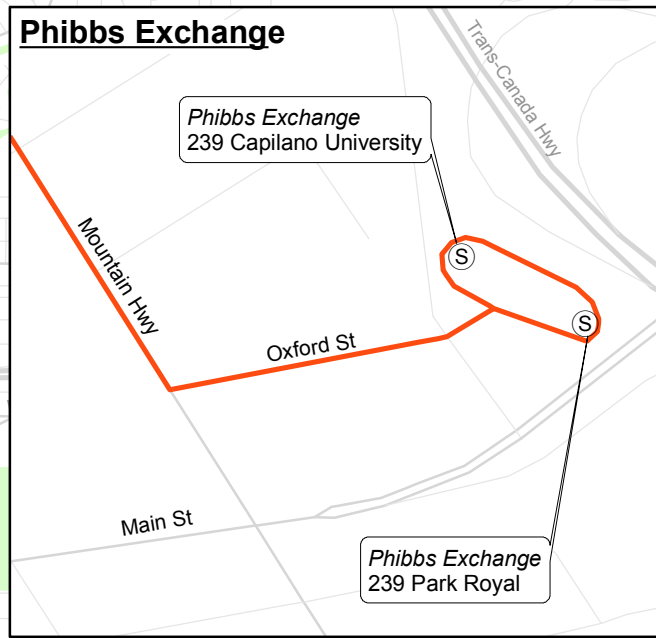 Phibbs Exchange
Trans-Canada Hwy
Phibbs Exchange
239 Capilano University
Mountain Hwy
S
S
Oxford St
Main St
Phibbs Exchange
239 Park Royal